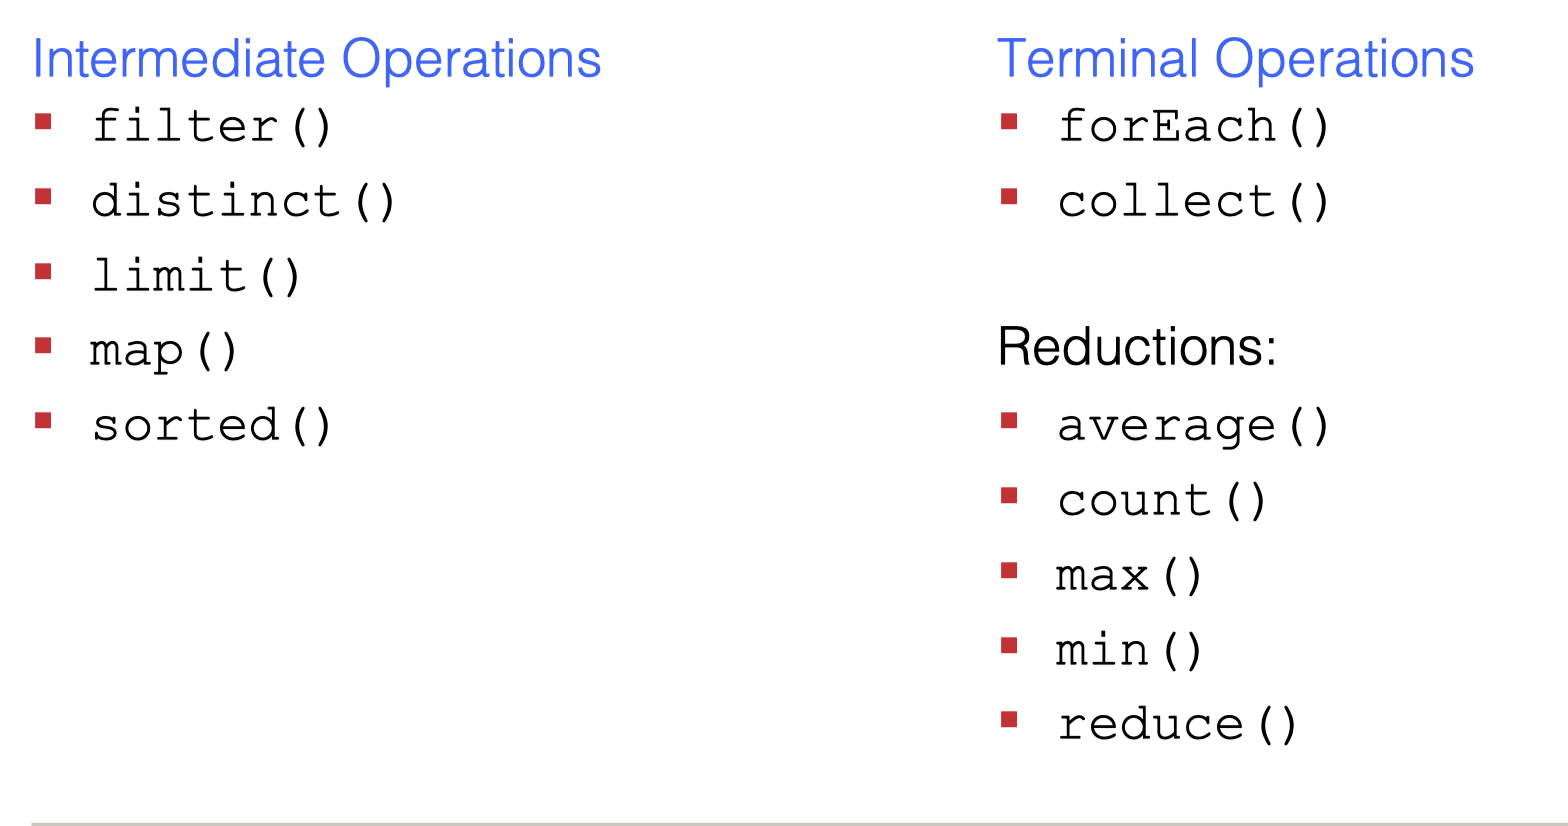 Intermediate Operations
filter()
distinct()
limit()
map()
sorted()
Terminal Operations
forEach()
collect()
Reductions:
average()
count()
max()
min()
reduce()